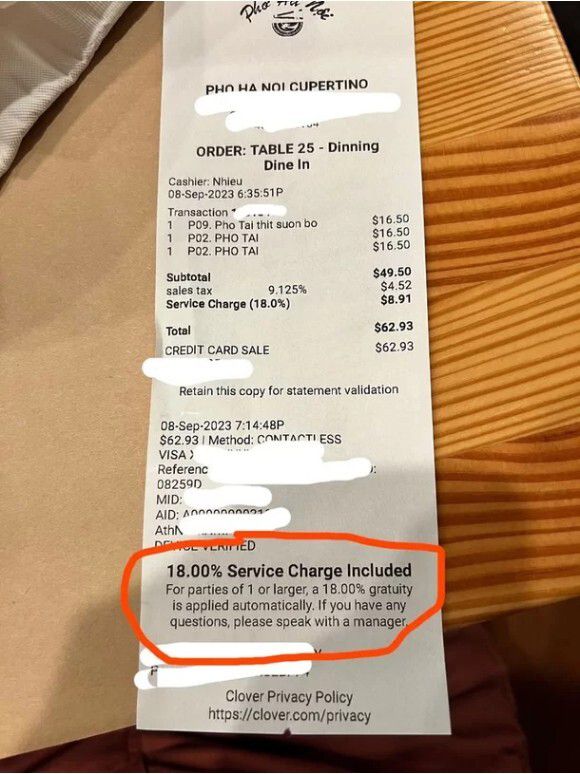 Pho Ha Noi
PHO HA NOI CUPERTINO
ORDER: TABLE 25 - Dinning
Dine In
Cashier: Nhieu
08-Sep-2023 6:35:51P
Transaction
1 P09. Pho Tai thit suon bo $16.50
1 P02. PHO TAI $16.50
1 P02. PHO TAI $16.50
Subtotal $49.50
sales tax 9.125% $4.52
Service Charge (18.0%) $8.91
Total $62.93
CREDIT CARD SALE $62.93
Retain this copy for statement validation
08-Sep-2023 7:14:48P
$62.93 | Method: CONTACTLESS
VISA
Referenc
08259D
MID:
AID:
AthN
DEVICE VERIFIED
18.00% Service Charge Included
For parties of 1 or larger, a 18.00% gratuity
is applied automatically. If you have any
questions, please speak with a manager.
Clover Privacy Policy
https://clover.com/privacy